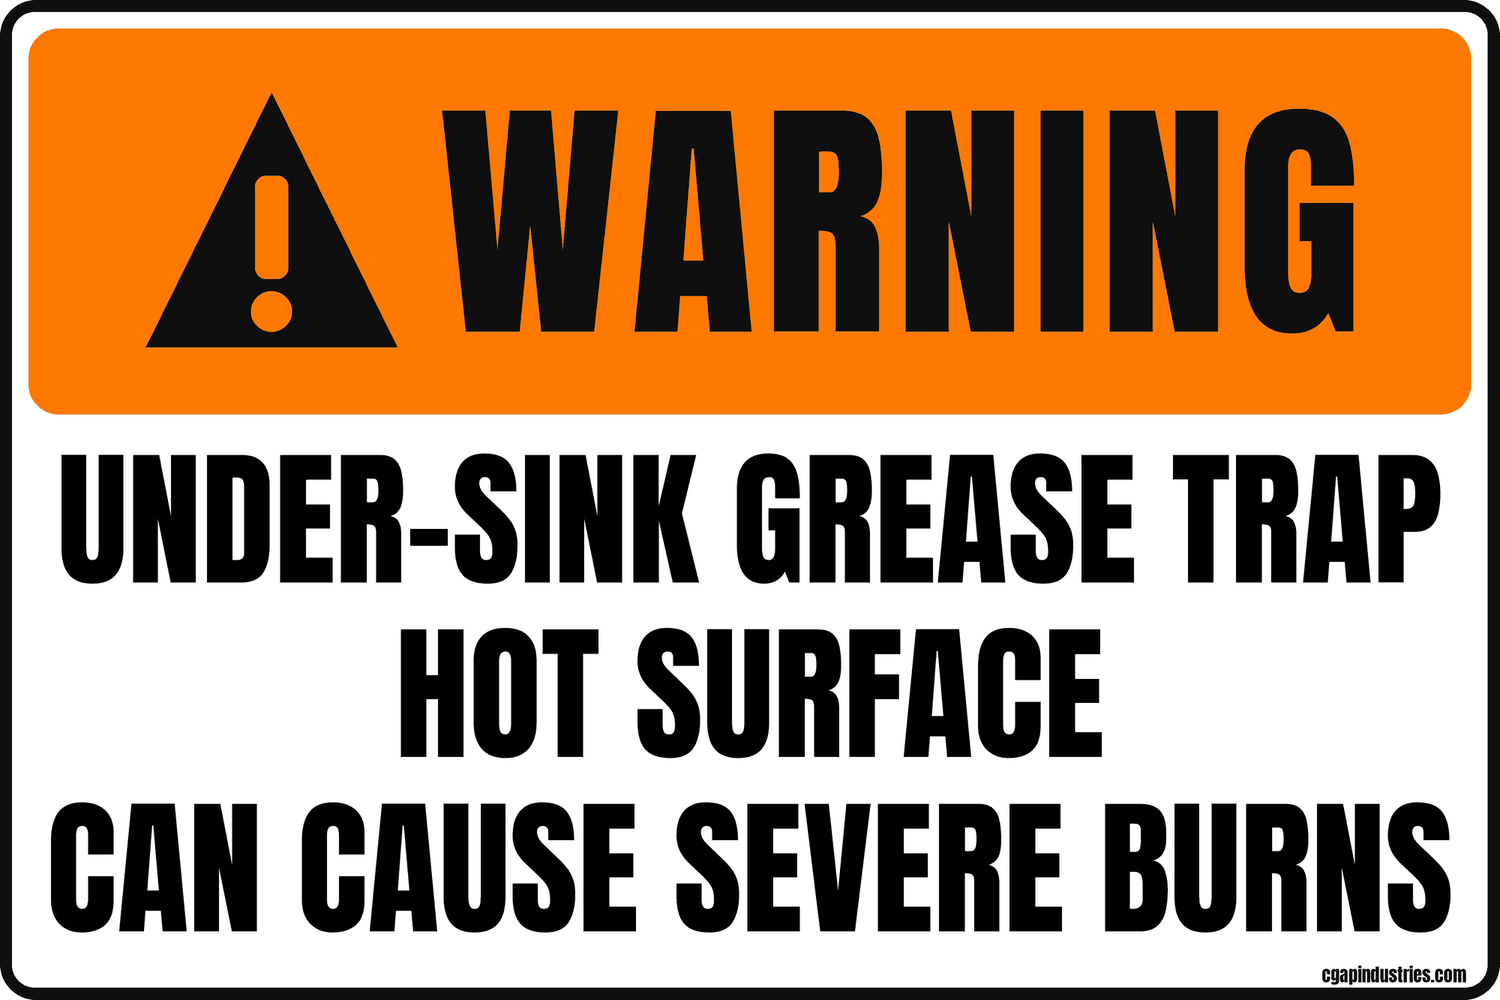 WARNING
UNDER-SINK GREASE TRAP
HOT SURFACE
CAN CAUSE SEVERE BURNS
cgapindustries.com